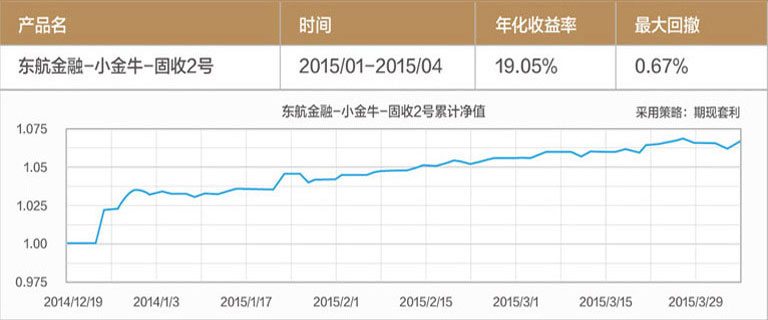 产品名 时间 年化收益率 最大回撤
东航金融-小金牛-固收2号 2015/01-2015/04 19.05% 0.67%
东航金融-小金牛-固收2号累计净值 采用策略：期现套利
1.075
1.05
1.025
1.00
0.975
2014/12/19 2014/1/3 2015/1/17 2015/2/1 2015/2/15 2015/3/1 2015/3/15 2015/3/29